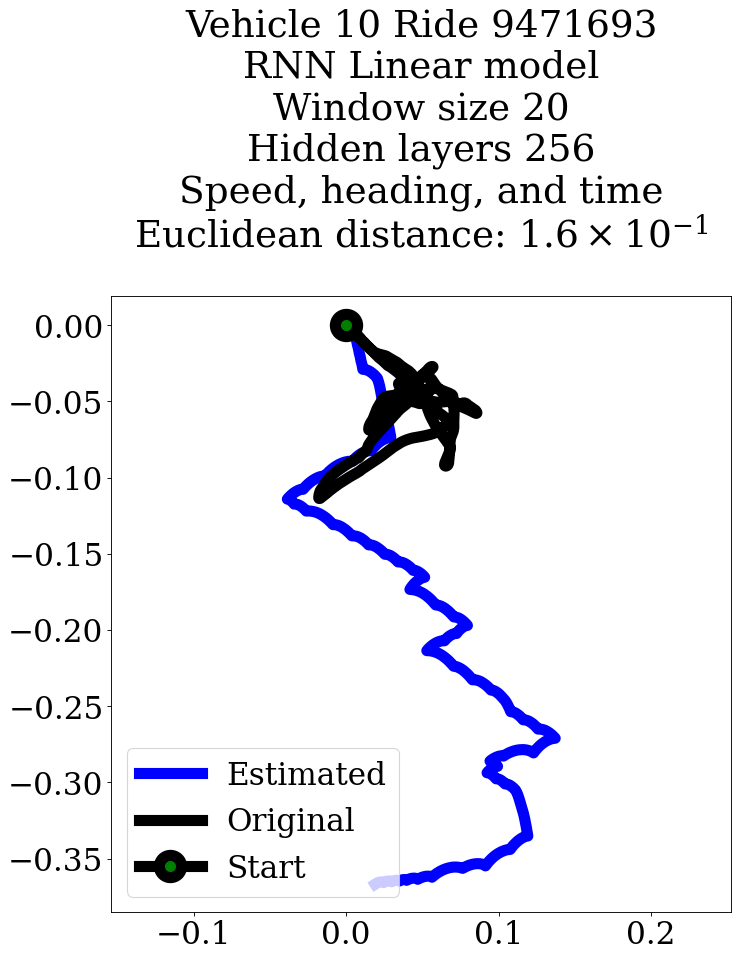 Vehicle 10 Ride 9471693
RNN Linear model
Window size 20
Hidden layers 256
Speed, heading, and time
Euclidean distance: 1.6 × 10⁻¹
0.00
−0.05
−0.10
−0.15
−0.20
−0.25
−0.30
−0.35
Estimated
Original
Start
−0.1
0.0
0.1
0.2